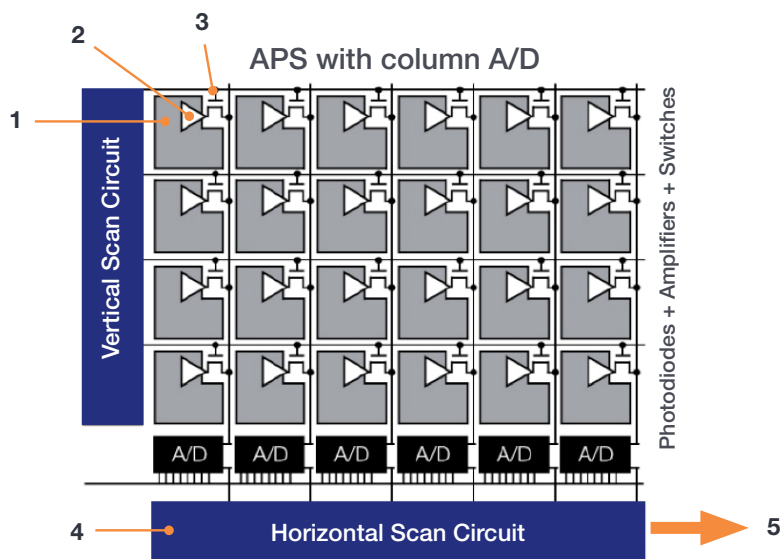 2
3
APS with column A/D
1
Vertical Scan Circuit
Photodiodes + Amplifiers + Switches
A/D A/D A/D A/D A/D A/D
4
Horizontal Scan Circuit
5